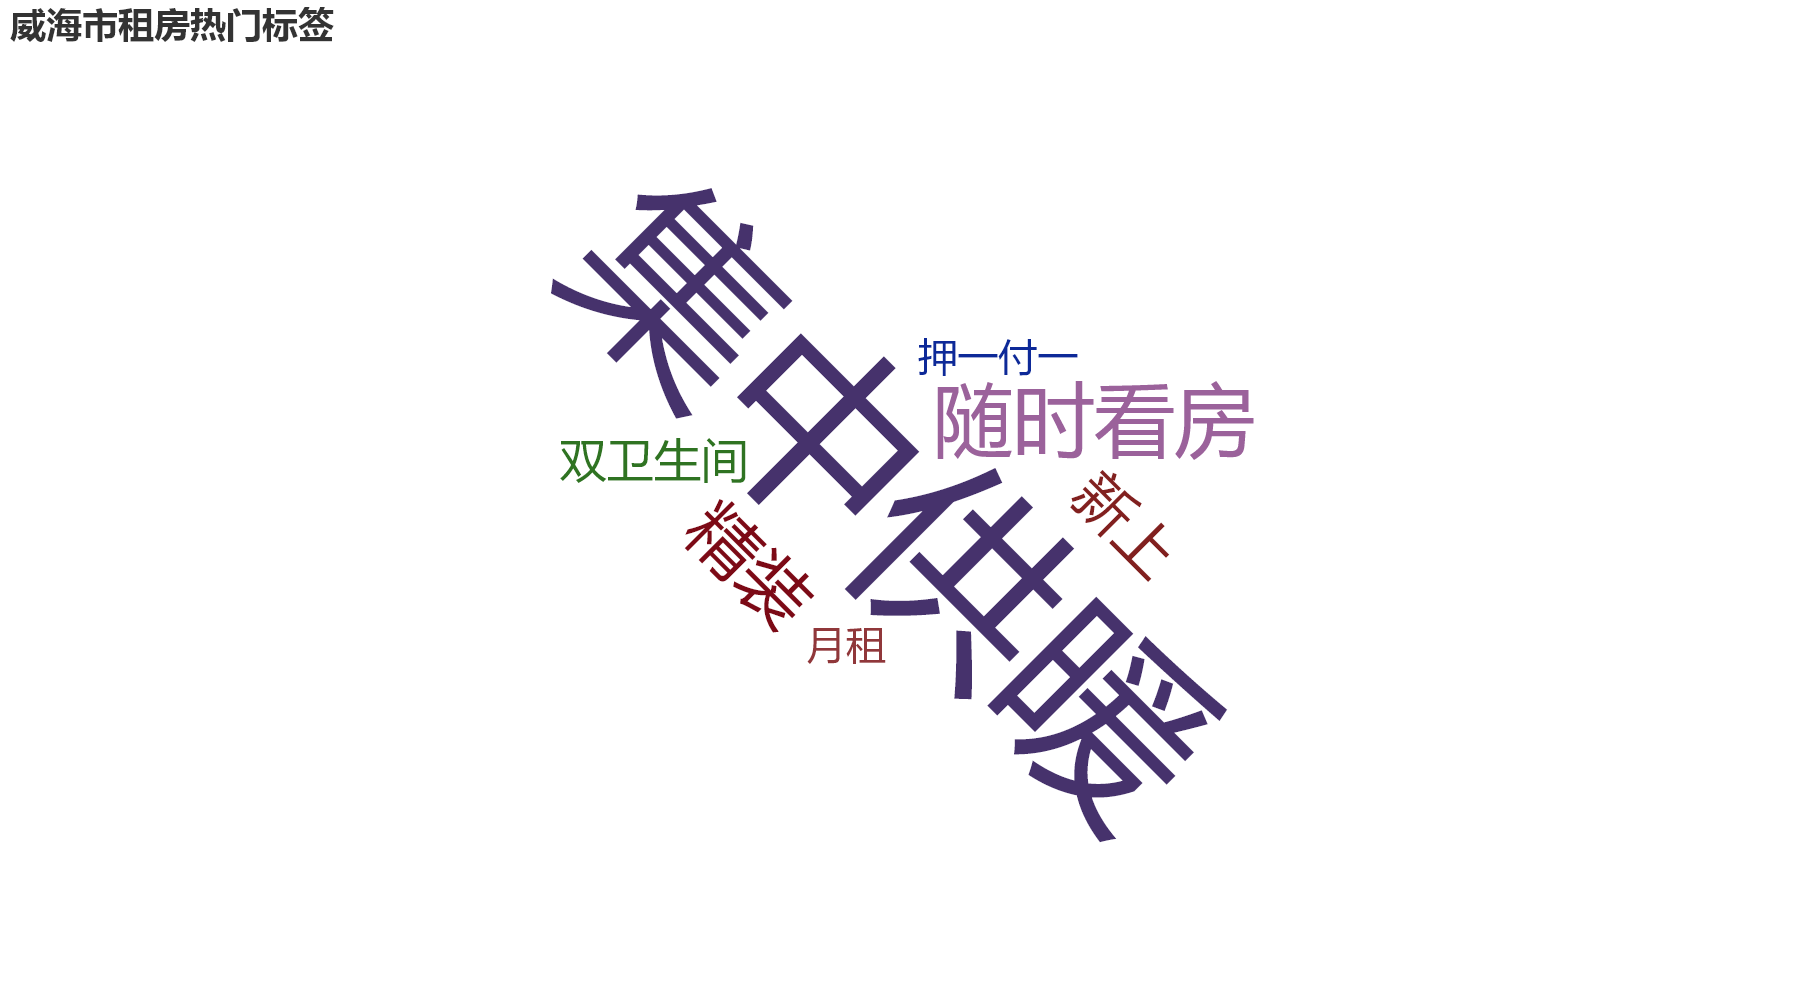 威海市租房热门标签
集中供暖
押一付一
随时看房
双卫生间
新上
精装
月租